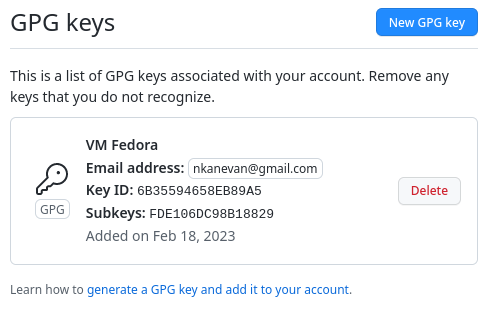 GPG keys
New GPG key
This is a list of GPG keys associated with your account. Remove any
keys that you do not recognize.
VM Fedora
Email address: nkanevan@gmail.com
Key ID: 6B35594658EB89A5
GPG
Subkeys: FDE106DC98B18829
Added on Feb 18, 2023
Delete
Learn how to generate a GPG key and add it to your account.